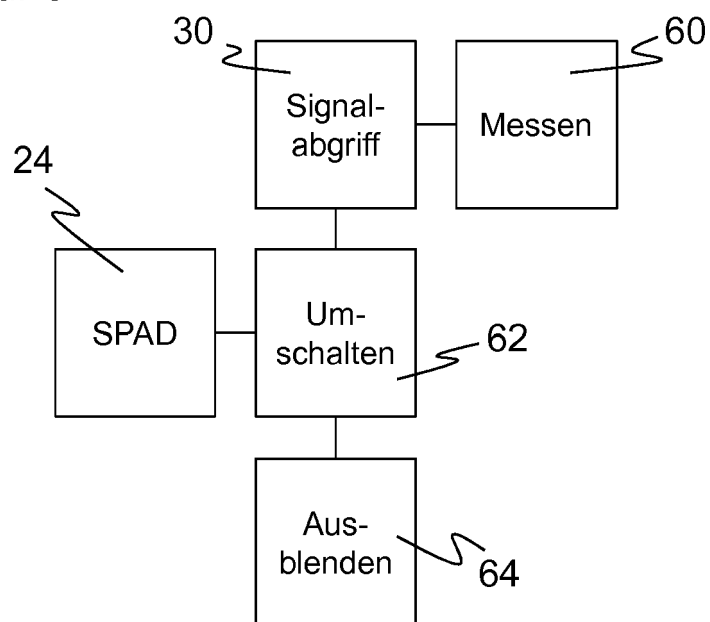 30
60
Signal-
abgriff
Messen
24
SPAD
Um-
schalten
62
Aus-
blenden
64